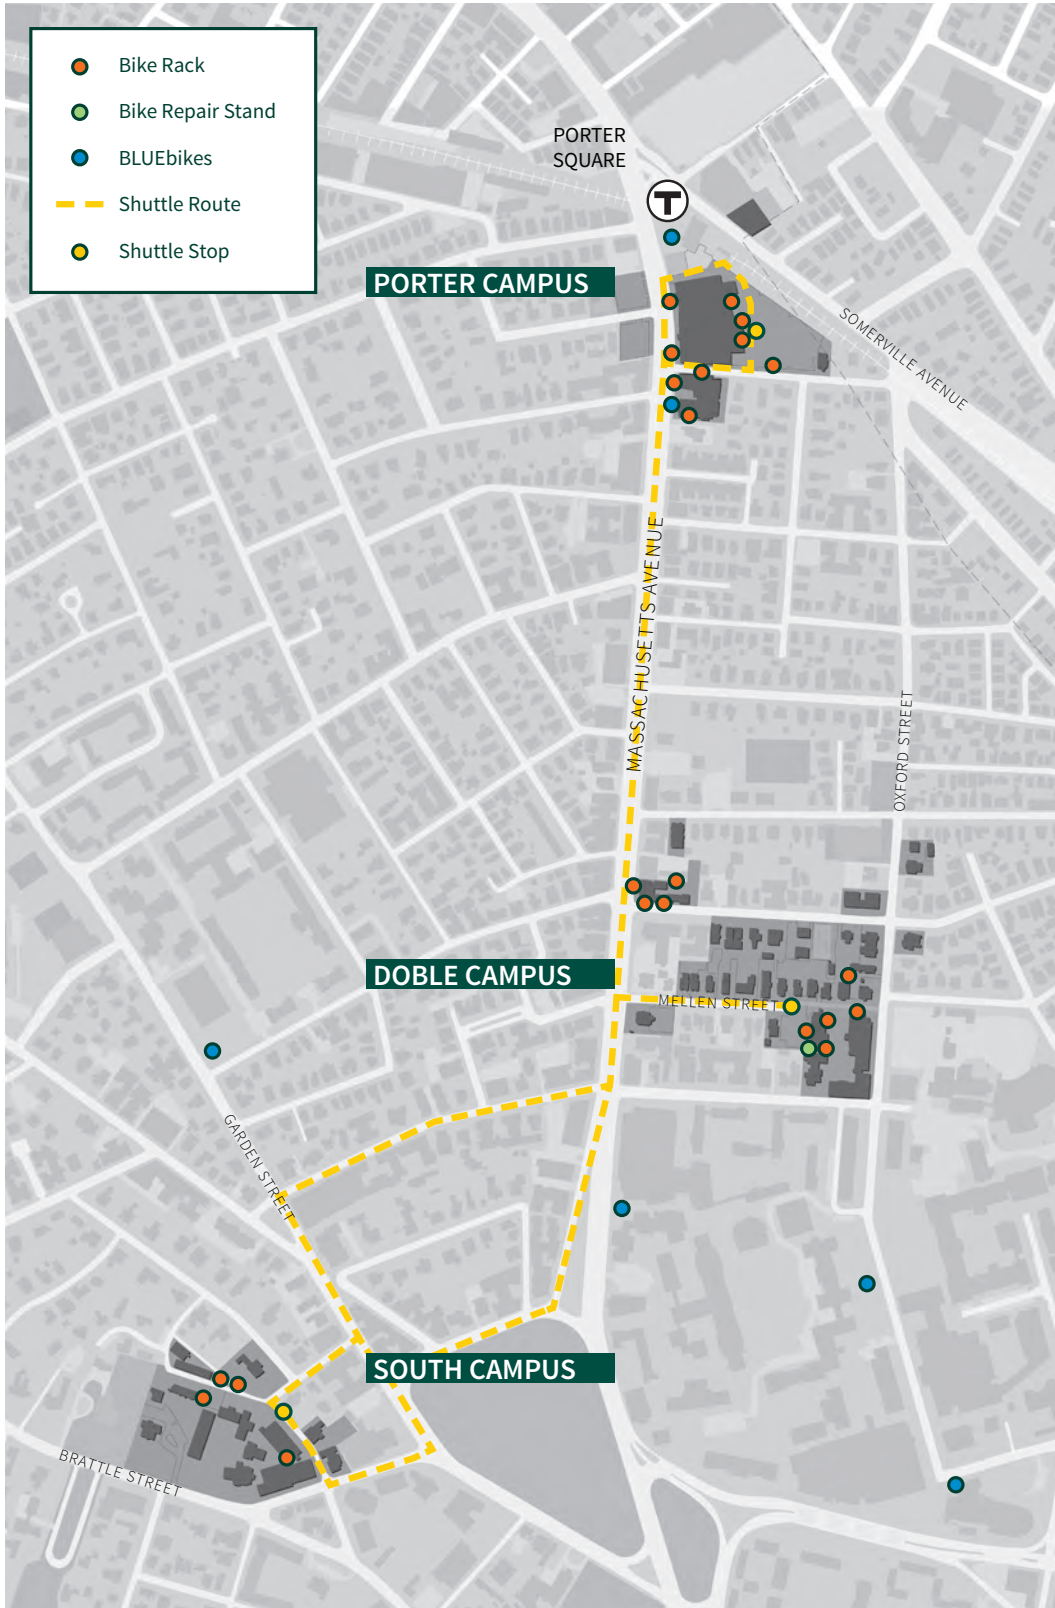 Bike Rack
Bike Repair Stand
BLUEbikes
Shuttle Route
Shuttle Stop
PORTER
SQUARE
T
PORTER CAMPUS
SOMERVILLE AVENUE
MASSACHUSETTS AVENUE
OXFORD STREET
DOBLE CAMPUS
MELLEN STREET
GARDEN STREET
SOUTH CAMPUS
BRATTLE STREET